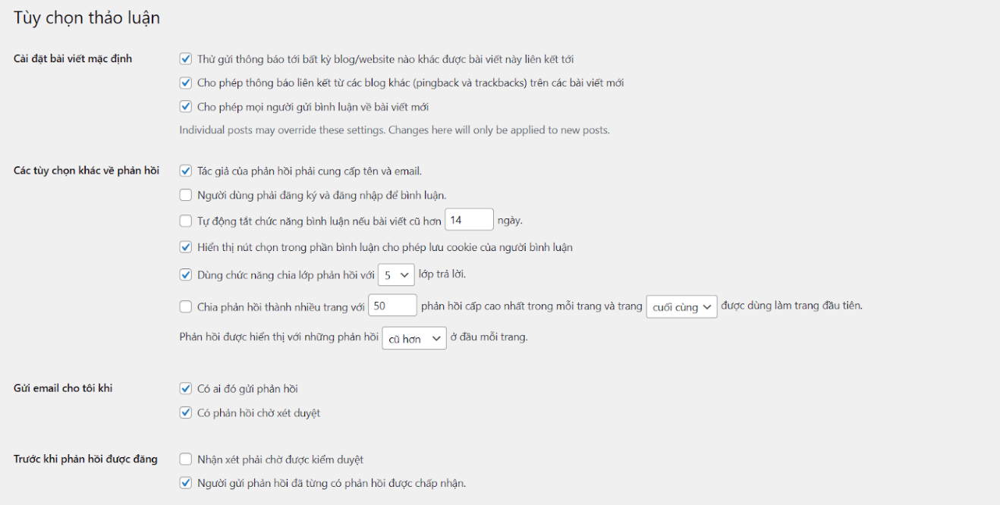 Tùy chọn thảo luận
Cài đặt bài viết mặc định
Thử gửi thông báo tới bất kỳ blog/website nào khác được bài viết này liên kết tới
Cho phép thông báo liên kết từ các blog khác (pingback và trackbacks) trên các bài viết mới
Cho phép mọi người gửi bình luận về bài viết mới
Individual posts may override these settings. Changes here will only be applied to new posts.
Các tùy chọn khác về phản hồi
Tác giả của phản hồi phải cung cấp tên và email.
Người dùng phải đăng ký và đăng nhập để bình luận.
Tự động tắt chức năng bình luận nếu bài viết cũ hơn 14 ngày.
Hiển thị nút chọn trong phần bình luận cho phép lưu cookie của người bình luận
Dùng chức năng chia lớp phản hồi với 5 lớp trả lời.
Chia phản hồi thành nhiều trang với 50 phản hồi cấp cao nhất trong mỗi trang và trang cuối cùng được dùng làm trang đầu tiên.
Phản hồi được hiển thị với những phản hồi cũ hơn ở đầu mỗi trang.
Gửi email cho tôi khi
Có ai đó gửi phản hồi
Có phản hồi chờ xét duyệt
Trước khi phản hồi được đăng
Nhận xét phải chờ được kiểm duyệt
Người gửi phản hồi đã từng có phản hồi được chấp nhận.